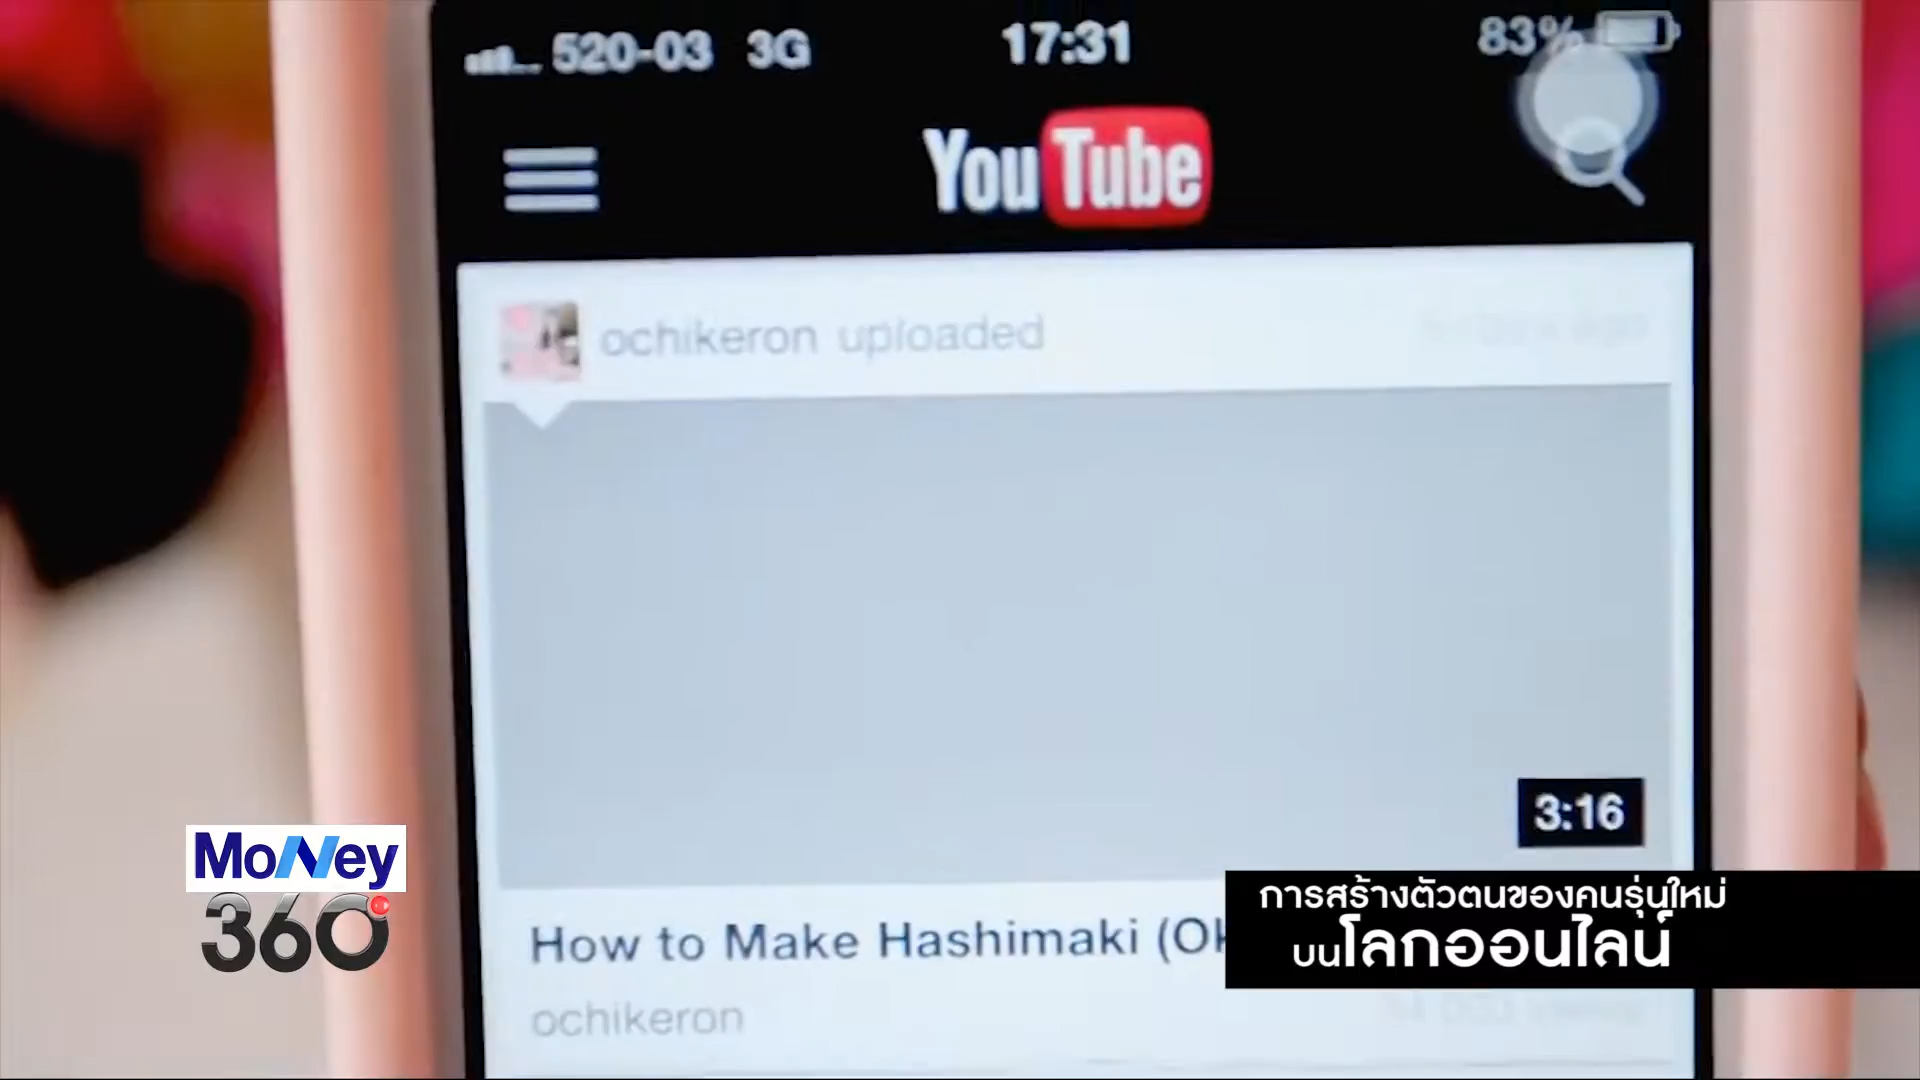 520-03 3G 17:31 83%
YouTube
ochikeron uploaded
3:16
How to Make Hashimaki
ochikeron
Money
360°
การสร้างตัวตนของคนรุ่นใหม่
บนโลกออนไลน์